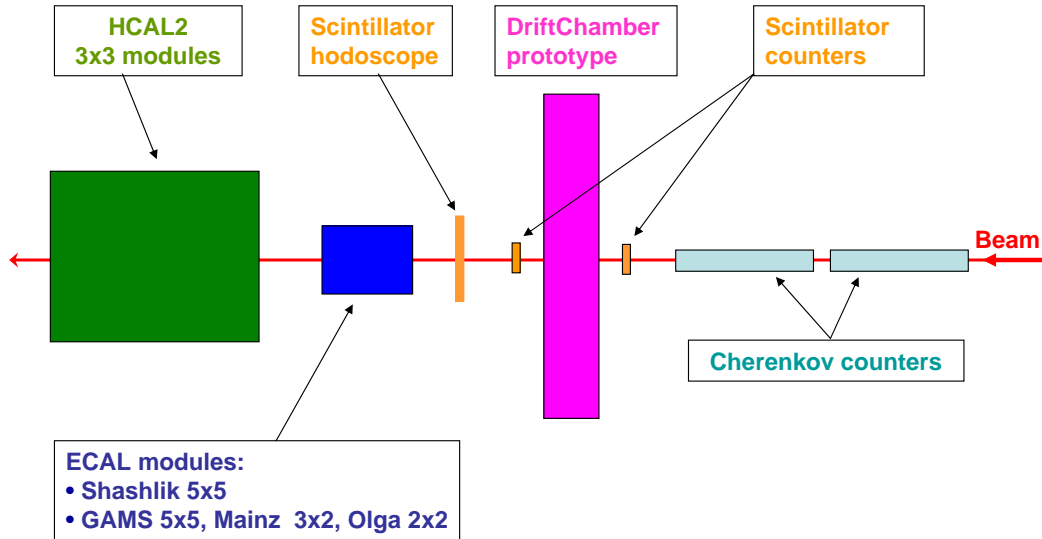 HCAL2
3x3 modules
Scintillator
hodoscope
DriftChamber
prototype
Scintillator
counters
Beam
Cherenkov counters
ECAL modules:
• Shashlik 5x5
• GAMS 5x5, Mainz  3x2, Olga 2x2